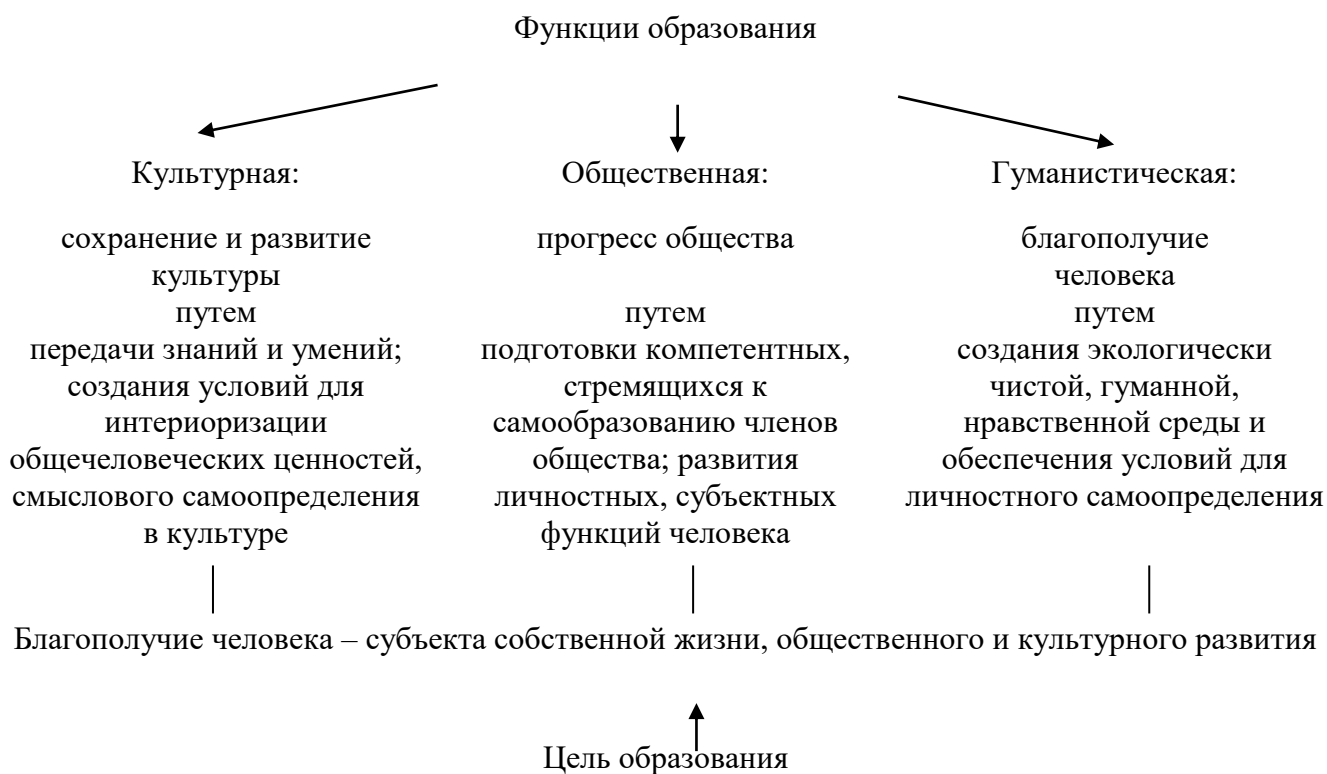 Функции образования
Культурная:
сохранение и развитие
культуры
путем
передачи знаний и умений;
создания условий для
интериоризации
общечеловеческих ценностей,
смыслового самоопределения
в культуре
Общественная:
прогресс общества
путем
подготовки компетентных,
стремящихся к
самообразованию членов
общества; развития
личностных, субъектных
функций человека
Гуманистическая:
благополучие
человека
путем
создания экологически
чистой, гуманной,
нравственной среды и
обеспечения условий для
личностного самоопределения
Благополучие человека – субъекта собственной жизни, общественного и культурного развития
Цель образования